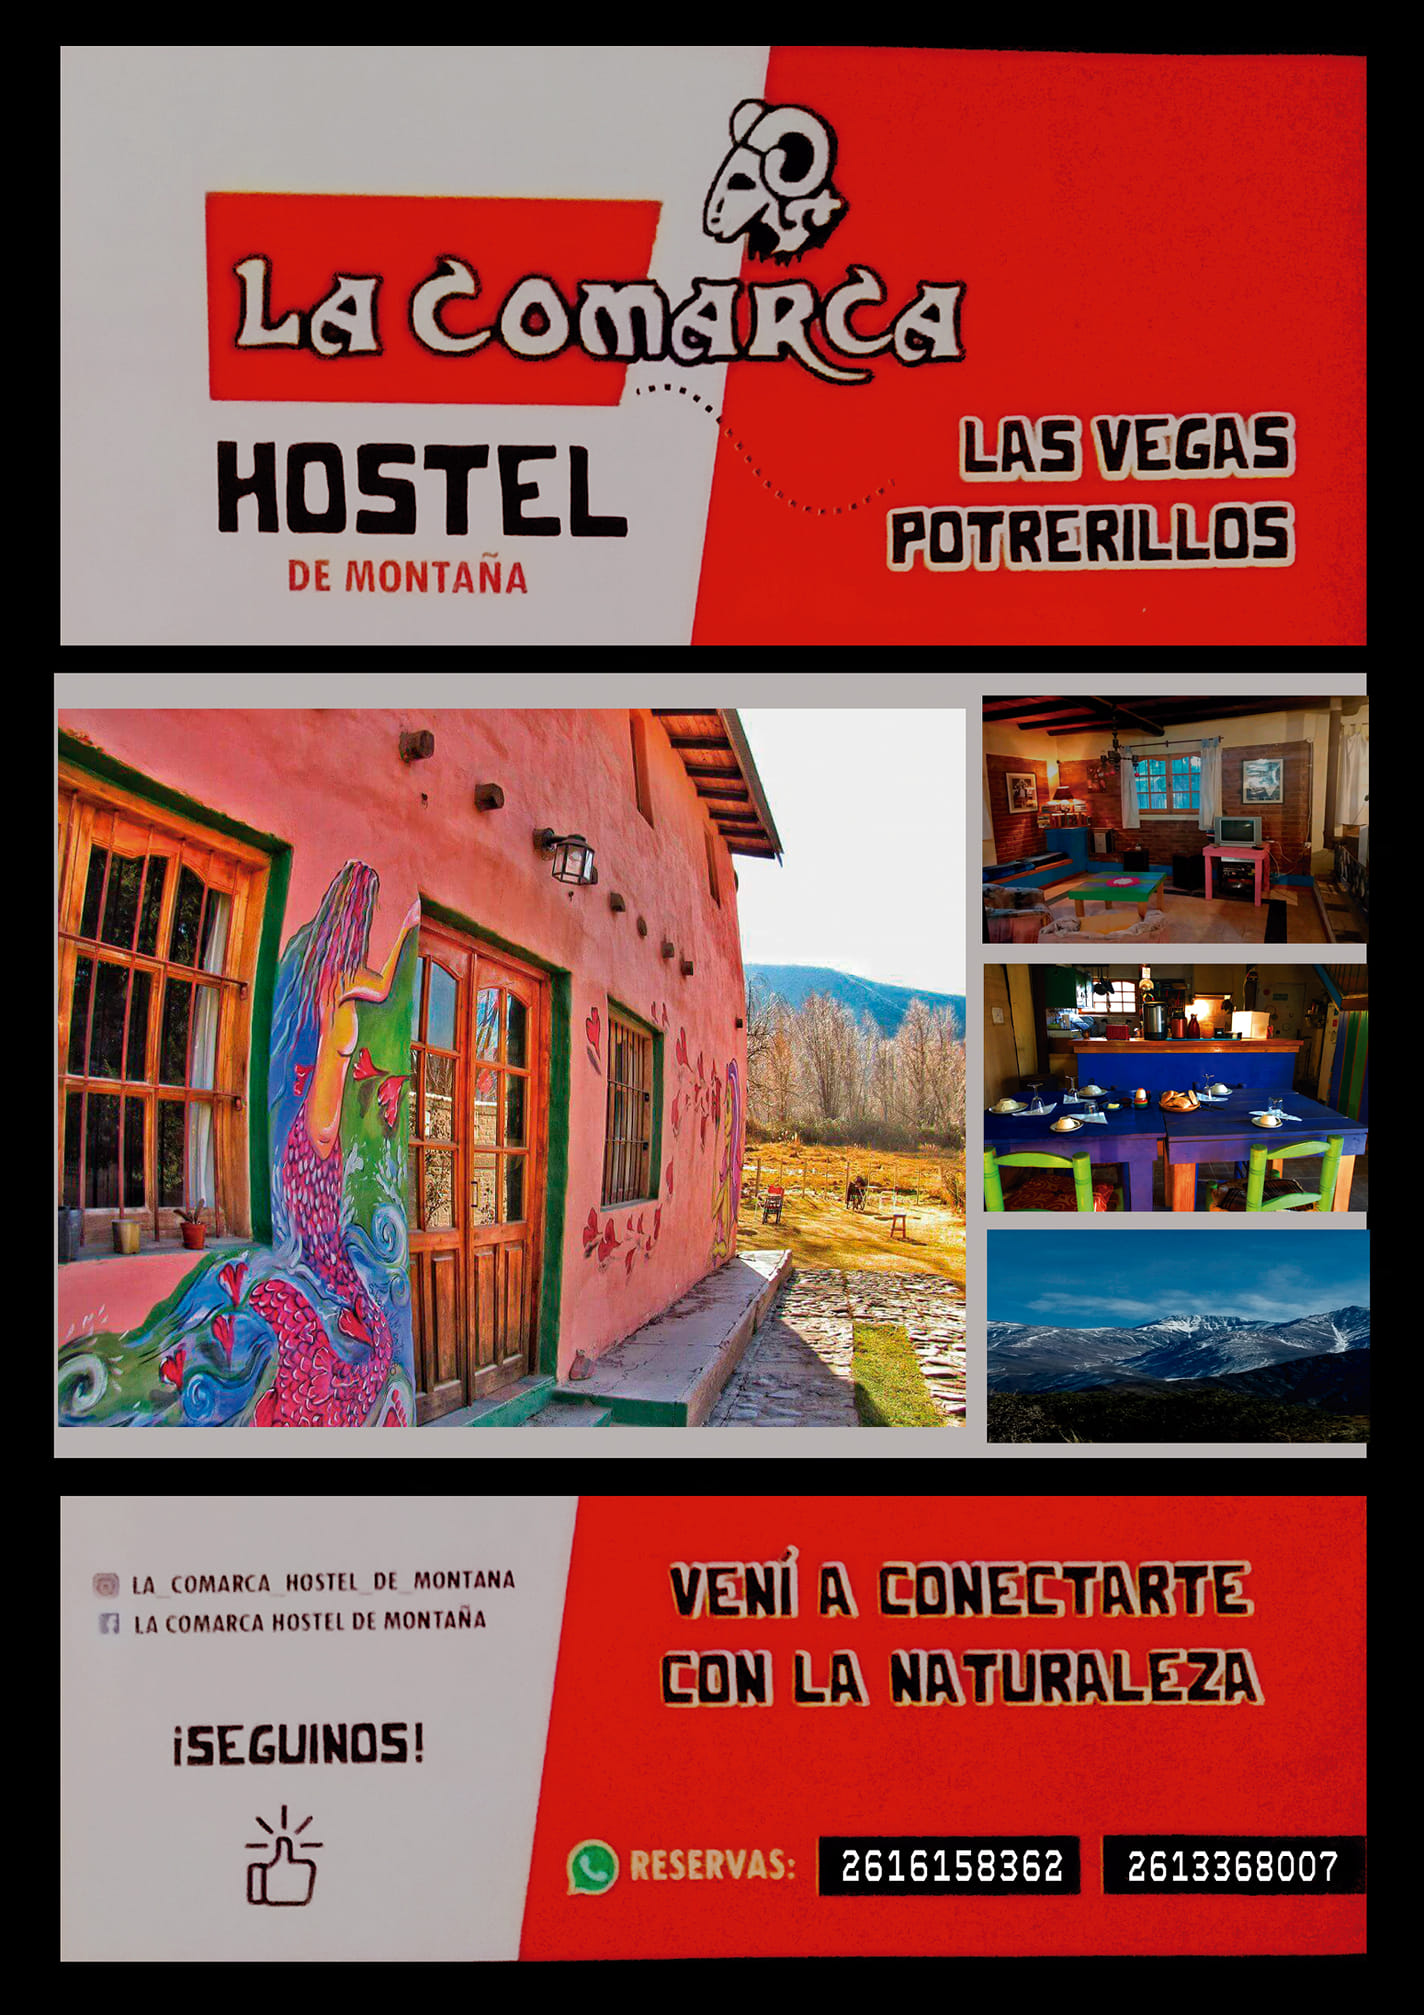 LA COMARCA
HOSTEL
DE MONTAÑA
LAS VEGAS
POTRERILLOS
LA_COMARCA_HOSTEL_DE_MONTANA
LA COMARCA HOSTEL DE MONTAÑA
¡SEGUINOS!
VENÍ A CONECTARTE
CON LA NATURALEZA
RESERVAS: 2616158362 2613368007